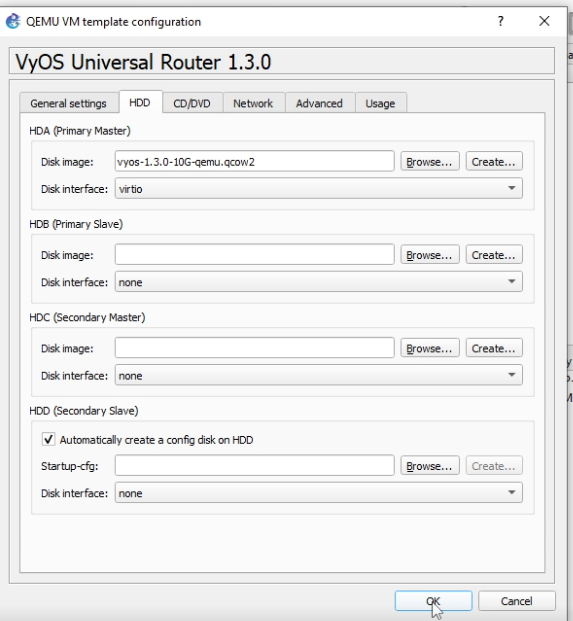 QEMU VM template configuration ? ×
VyOS Universal Router 1.3.0
General settings HDD CD/DVD Network Advanced Usage
HDA (Primary Master)
Disk image: vyos-1.3.0-10G-qemu.qcow2 Browse... Create...
Disk interface: virtio
HDB (Primary Slave)
Disk image: Browse... Create...
Disk interface: none
HDC (Secondary Master)
Disk image: Browse... Create...
Disk interface: none
HDD (Secondary Slave)
Automatically create a config disk on HDD
Startup-cfg: Browse... Create...
Disk interface: none
OK Cancel